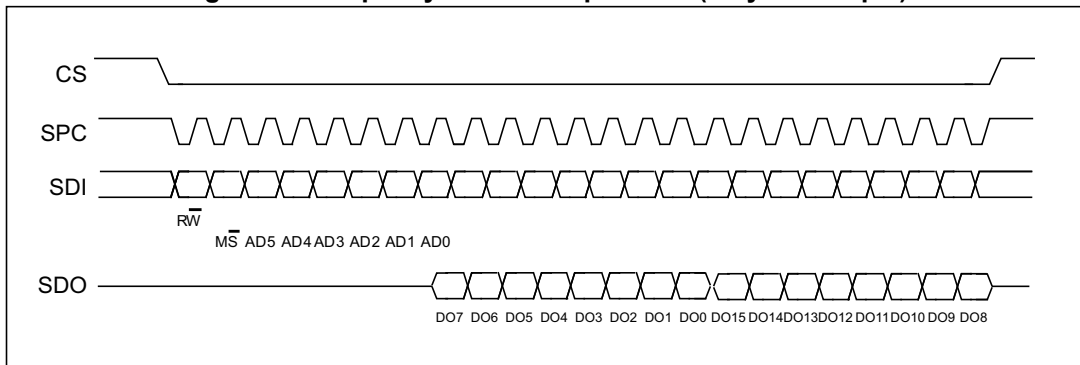 CS
SPC
SDI
RW
MS AD5 AD4 AD3 AD2 AD1 AD0
SDO
DO7 DO6 DO5 DO4 DO3 DO2 DO1 DO0 DO15 DO14 DO13 DO12 DO11 DO10 DO9 DO8